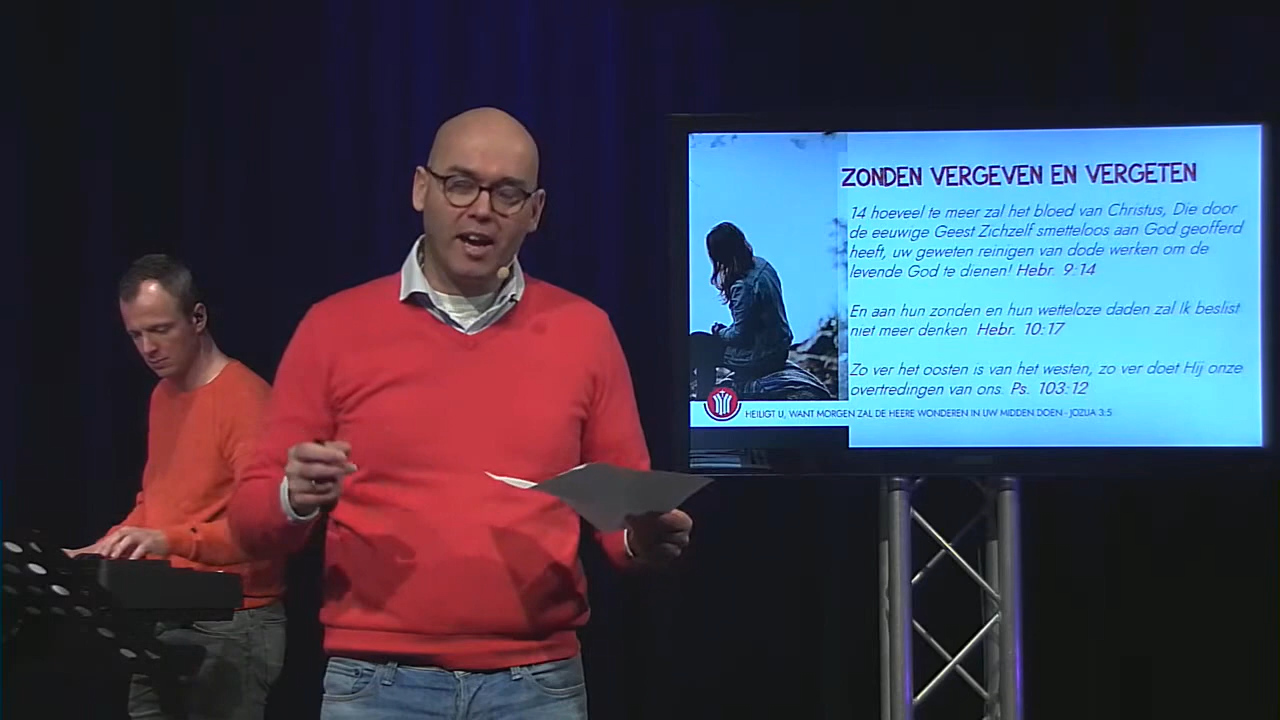 ZONDEN VERGEVEN EN VERGETEN
14 hoeveel te meer zal het bloed van Christus, Die door
de eeuwige Geest Zichzelf smetteloos aan God geofferd
heeft, uw geweten reinigen van dode werken om de
levende God te dienen! Hebr. 9:14
En aan hun zonden en hun wetteloze daden zal Ik beslist
niet meer denken Hebr. 10:17
Zo ver het oosten is van het westen, zo ver doet Hij onze
overtredingen van ons. Ps. 103:12
HEILIGT U, WANT MORGEN ZAL DE HEERE WONDEREN IN UW MIDDEN DOEN - JOZUA 3:5